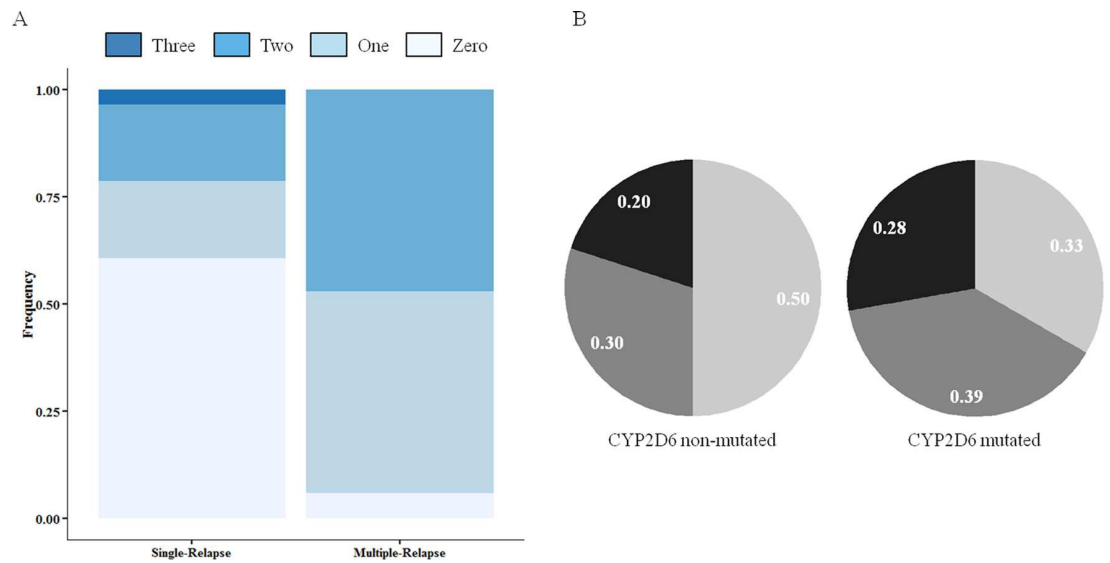 A
B
Three Two One Zero
1.00
0.75
0.50
0.25
0.00
Frequency
Single-Relapse Multiple-Relapse
0.20
0.50
0.30
CYP2D6 non-mutated
0.28
0.33
0.39
CYP2D6 mutated